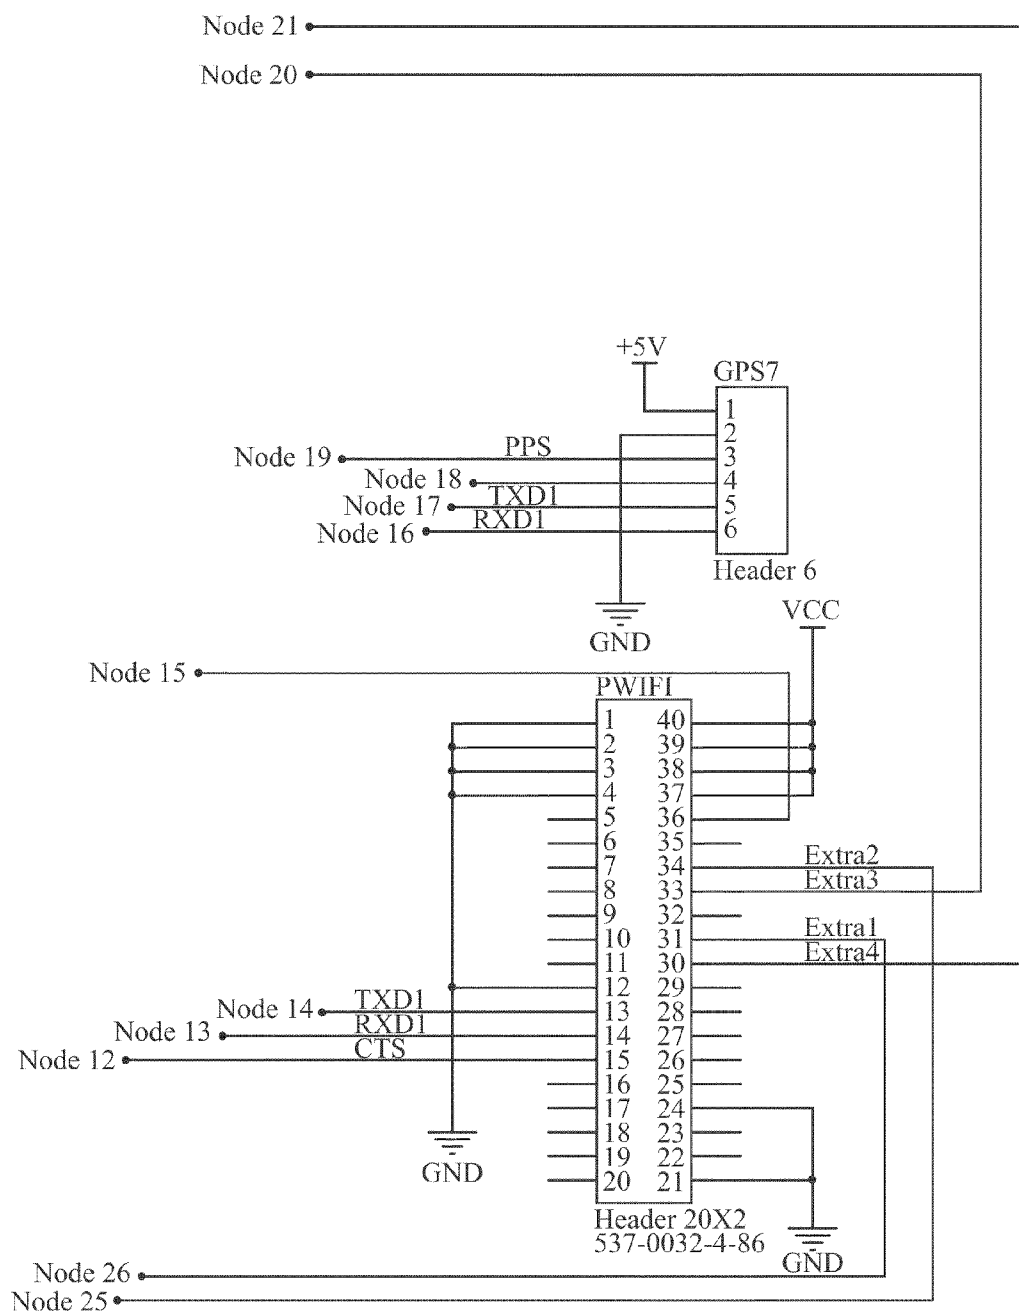 Node 21
Node 20
+5V
GPS7
1
2
Node 19 PPS 3
Node 18 4
Node 17 TXD1 5
Node 16 RXD1 6
Header 6
VCC
GND
Node 15
PWIFI
1 40
2 39
3 38
4 37
5 36
6 35
7 34 Extra2
8 33 Extra3
9 32
10 31 Extra1
11 30 Extra4
12 29
Node 14 TXD1 13 28
Node 13 RXD1 14 27
Node 12 CTS 15 26
16 25
17 24
18 23
19 22
20 21
GND
Header 20X2
537-0032-4-86
GND
Node 26
Node 25